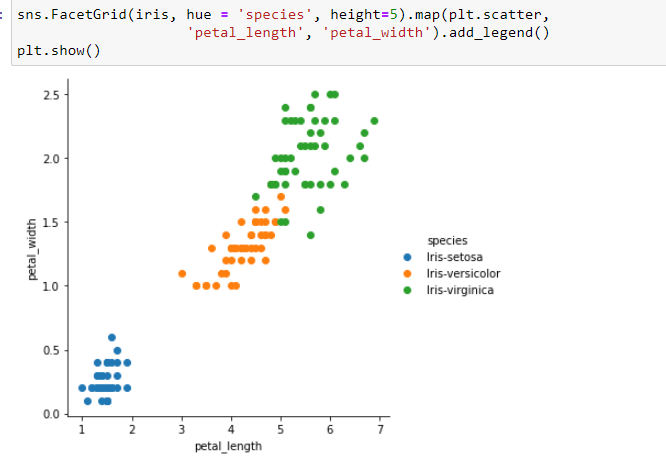 sns.FacetGrid(iris, hue = 'species', height=5).map(plt.scatter,
'petal_length', 'petal_width').add_legend()
plt.show()
2.5
2.0
1.5
1.0
0.5
0.0
petal_width
1 2 3 4 5 6 7
petal_length
species
Iris-setosa
Iris-versicolor
Iris-virginica